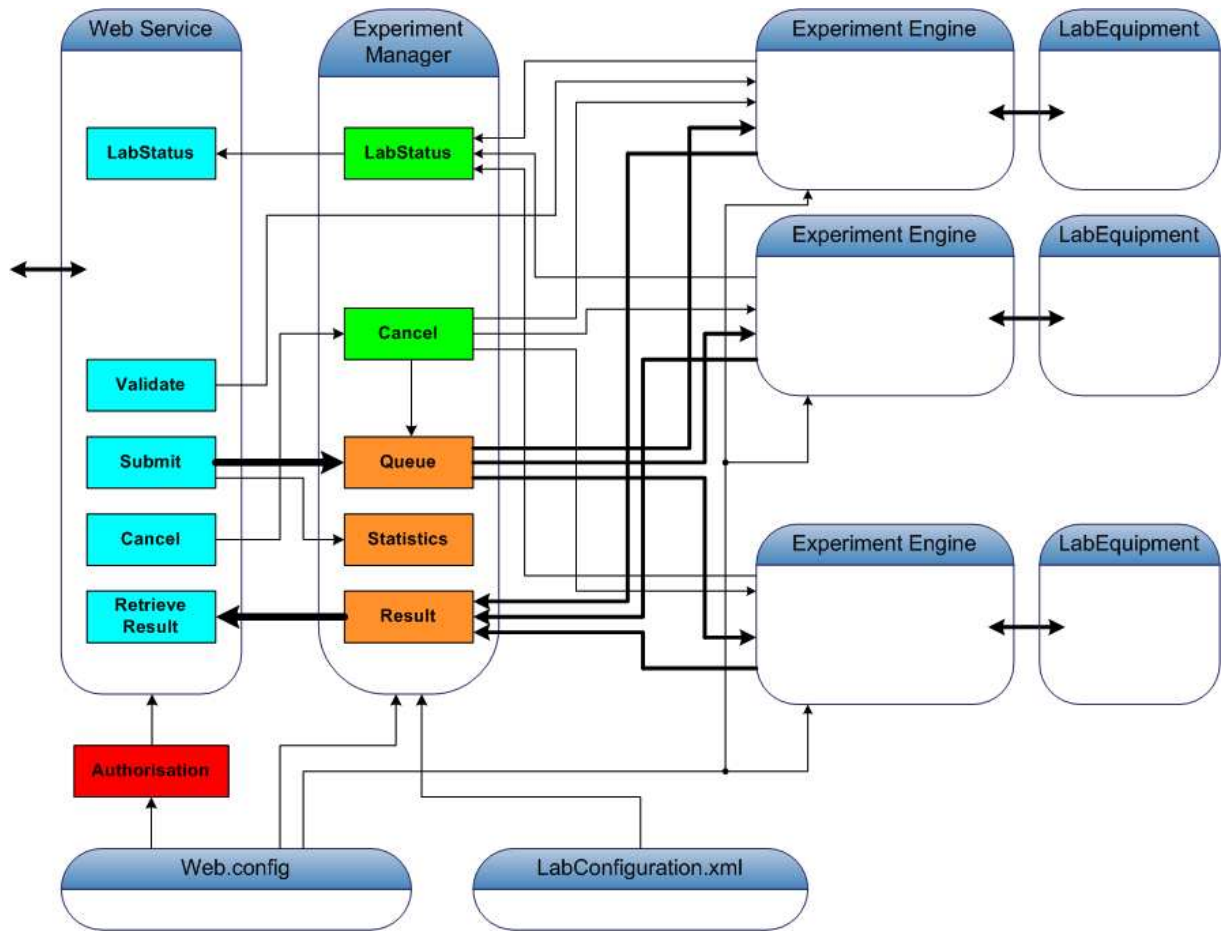 Web Service
Experiment
Manager
Experiment Engine
LabEquipment
LabStatus
LabStatus
Experiment Engine
LabEquipment
Cancel
Validate
Submit
Queue
Cancel
Statistics
Experiment Engine
LabEquipment
Retrieve
Result
Result
Authorisation
Web.config
LabConfiguration.xml